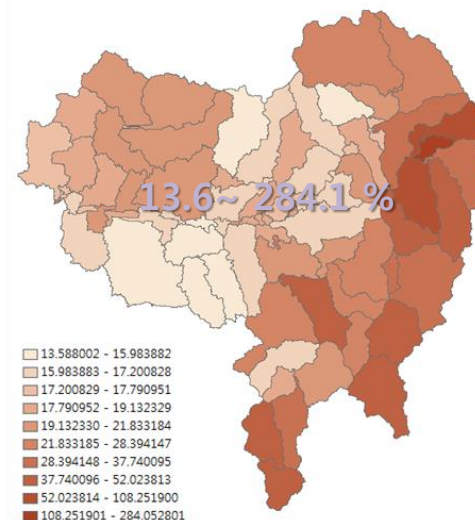 13.6~ 284.1 %
13.588002 - 15.983882
15.983883 - 17.200828
17.200829 - 17.790951
17.790952 - 19.132329
19.132330 - 21.833184
21.833185 - 28.394147
28.394148 - 37.740095
37.740096 - 52.023813
52.023814 - 108.251900
108.251901 - 284.052801